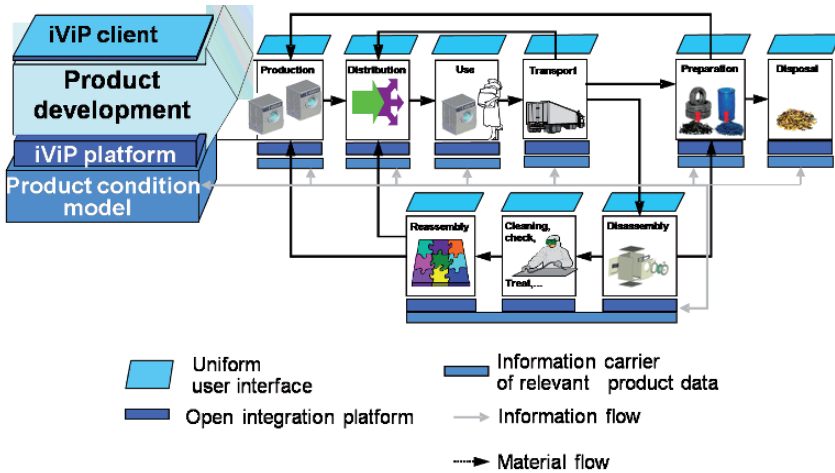 iViP client
Product
development
iViP platform
Product condition
model
Production
Distribution
Use
Transport
Preparation
Disposal
Reassembly
Cleaning,
check,
Treat,...
Disassembly
Uniform
user interface
Open integration platform
Information carrier
of relevant product data
Information flow
Material flow